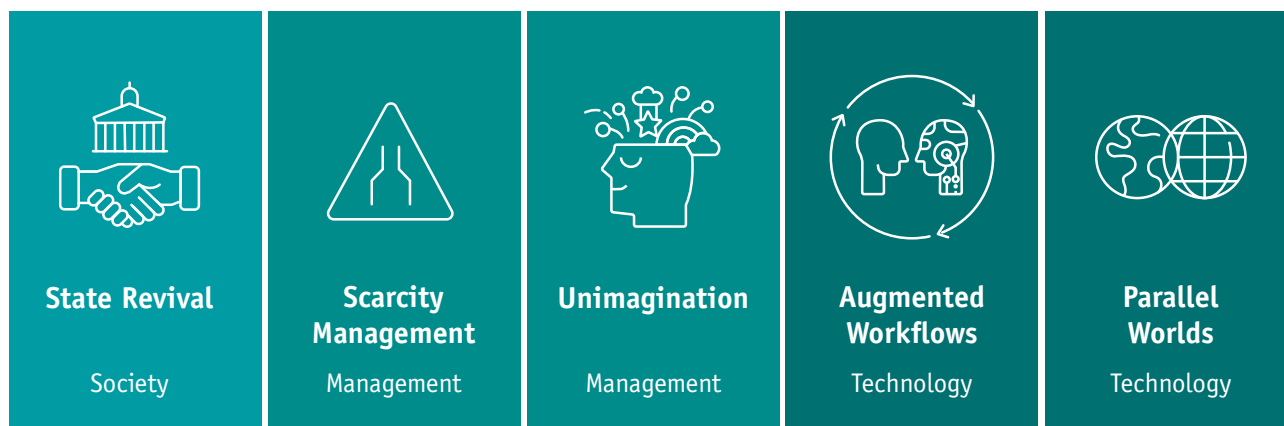 State Revival
Society
Scarcity
Management
Management
Unimagination
Management
Augmented
Workflows
Technology
Parallel
Worlds
Technology